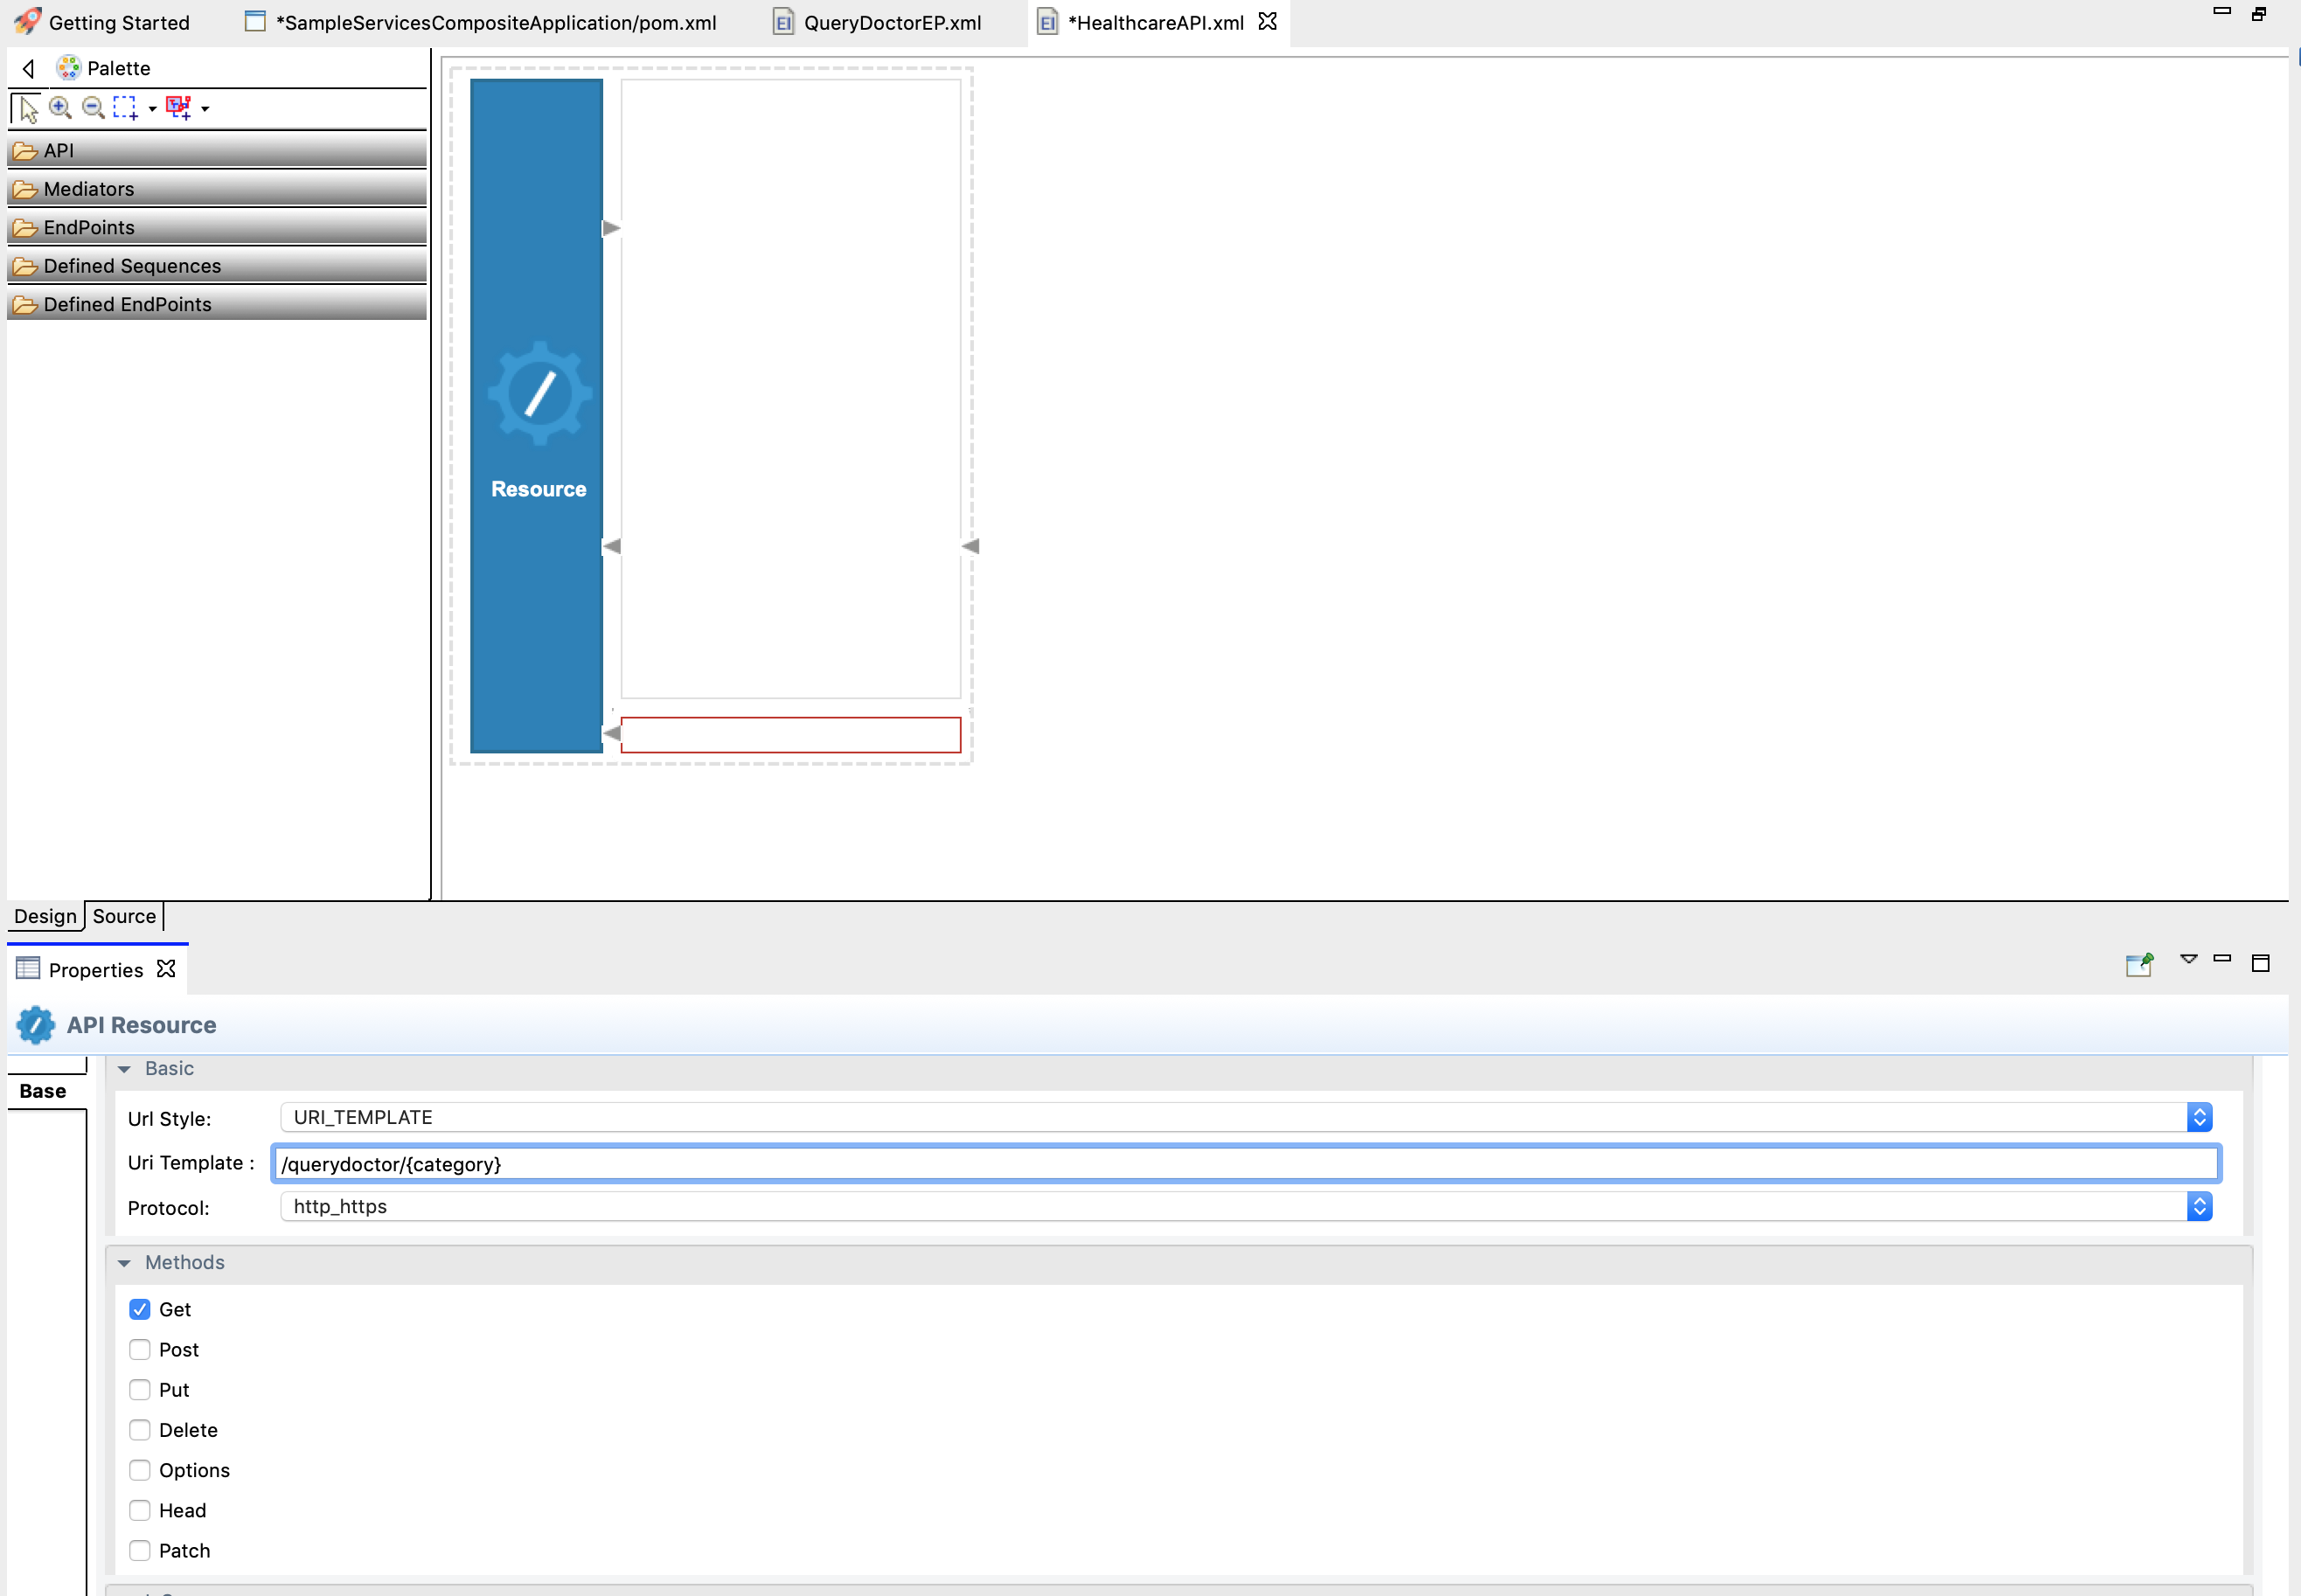 Getting Started
*SampleServicesCompositeApplication/pom.xml
EI QueryDoctorEP.xml
EI *HealthcareAPI.xml
Palette
API
Mediators
EndPoints
Defined Sequences
Defined EndPoints
Resource
Design
Source
Properties
API Resource
Base
Basic
Url Style: URI_TEMPLATE
Uri Template : /querydoctor/{category}
Protocol: http_https
Methods
Get
Post
Put
Delete
Options
Head
Patch